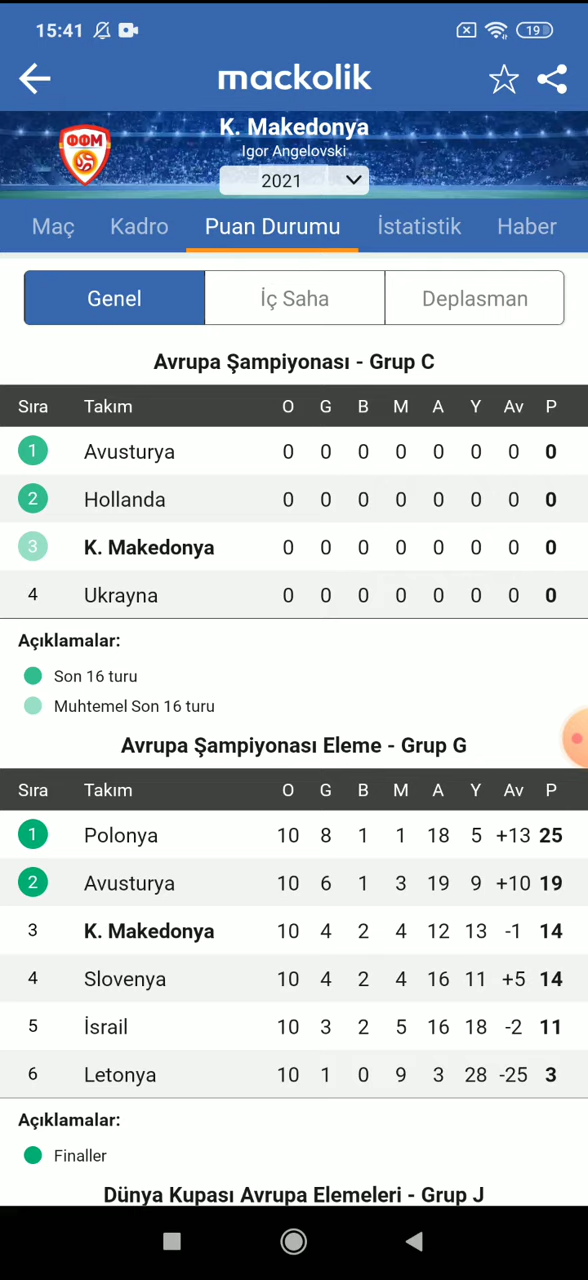 15:41 19
mackolik
ФФМ
K. Makedonya
Igor Angelovski
2021
Maç Kadro Puan Durumu İstatistik Haber
Genel İç Saha Deplasman
Avrupa Şampiyonası - Grup C
Sıra Takım O G B M A Y Av P
1 Avusturya 0 0 0 0 0 0 0 0
2 Hollanda 0 0 0 0 0 0 0 0
3 K. Makedonya 0 0 0 0 0 0 0 0
4 Ukrayna 0 0 0 0 0 0 0 0
Açıklamalar:
Son 16 turu
Muhtemel Son 16 turu
Avrupa Şampiyonası Eleme - Grup G
Sıra Takım O G B M A Y Av P
1 Polonya 10 8 1 1 18 5 +13 25
2 Avusturya 10 6 1 3 19 9 +10 19
3 K. Makedonya 10 4 2 4 12 13 -1 14
4 Slovenya 10 4 2 4 16 11 +5 14
5 İsrail 10 3 2 5 16 18 -2 11
6 Letonya 10 1 0 9 3 28 -25 3
Açıklamalar:
Finaller
Dünya Kupası Avrupa Elemeleri - Grup J